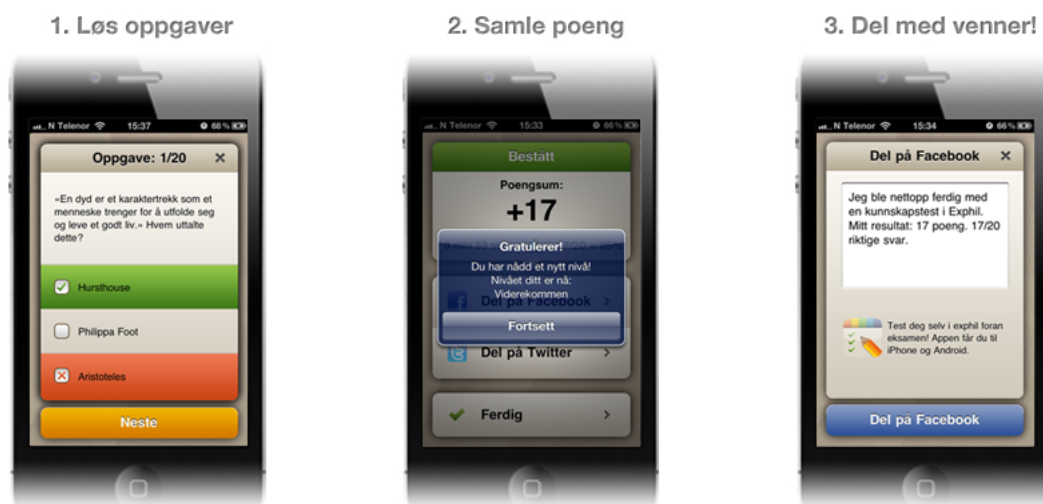 1. Løs oppgaver
N Telenor 15:37 68 %
Oppgave: 1/20
«En dyd er et karaktertrekk som et
menneske trenger for å utfolde seg
og leve et godt liv.» Hvem uttalte
dette?
Hursthouse
Philippa Foot
Aristoteles
Neste
2. Samle poeng
N Telenor 15:33 66 %
Bestått
Poengsum:
+17
Gratulerer!
Du har nådd et nytt nivå!
Nivået ditt er nå:
Viderekommen
Del på Facebook
Fortsett
Del på Twitter
Ferdig
3. Del med venner!
N Telenor 15:34 66 %
Del på Facebook
Jeg ble nettopp ferdig med
en kunnskapstest i Exphil.
Mitt resultat: 17 poeng. 17/20
riktige svar.
Test deg selv i exphil foran
eksamen! Appen får du til
iPhone og Android.
Del på Facebook